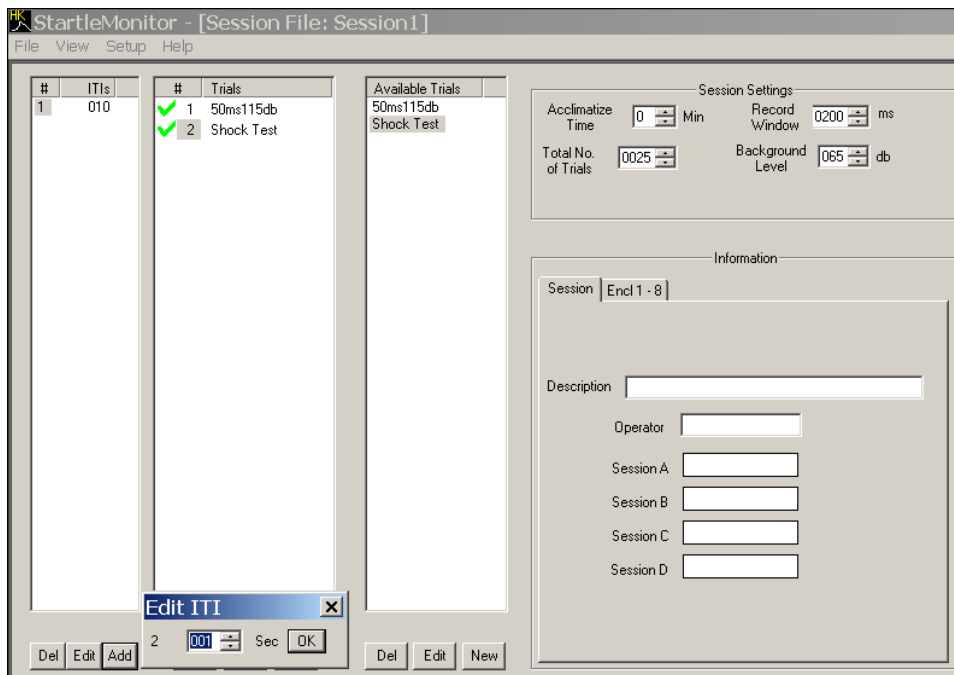 HK StartleMonitor - [Session File: Session1]
File View Setup Help
# ITIs
1 010
# Trials
1 50ms115db
2 Shock Test
Available Trials
50ms115db
Shock Test
Session Settings
Acclimatize Time 0 Min
Record Window 0200 ms
Total No. of Trials 0025
Background Level 065 db
Information
Session Encl 1 - 8
Description
Operator
Session A
Session B
Session C
Session D
Edit ITI
2 001 Sec OK
Del Edit Add
Del Edit New